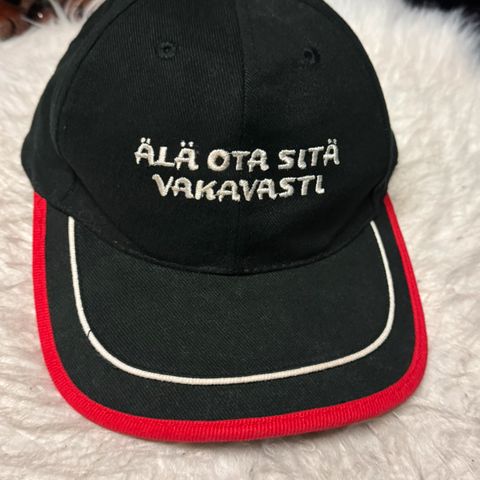 ÄLÄ OTA SITÄ
VAKAVASTI